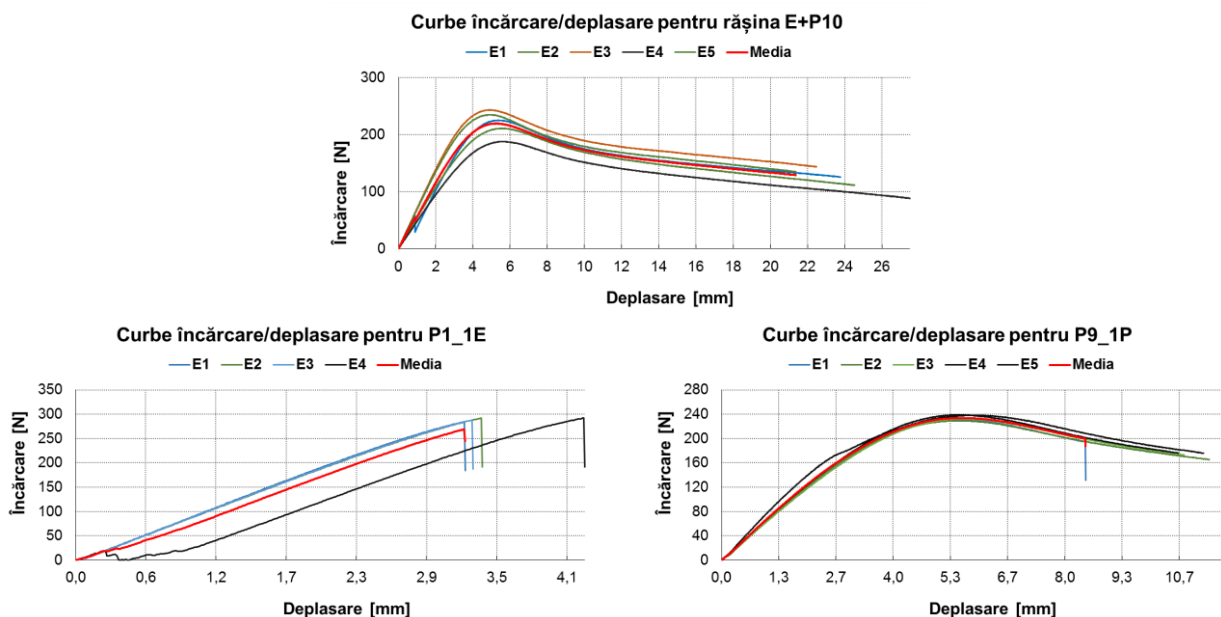 Curbe încărcare/deplasare pentru rășina E+P10
E1 E2 E3 E4 E5 Media
Încărcare [N]
300
200
100
0
0 2 4 6 8 10 12 14 16 18 20 22 24 26
Deplasare [mm]
Curbe încărcare/deplasare pentru P1_1E
E1 E2 E3 E4 Media
Încărcare [N]
350
300
250
200
150
100
50
0
0,0 0,6 1,2 1,7 2,3 2,9 3,5 4,1
Deplasare [mm]
Curbe încărcare/deplasare pentru P9_1P
E1 E2 E3 E4 E5 Media
Încărcare [N]
280
240
200
160
120
80
40
0
0,0 1,3 2,7 4,0 5,3 6,7 8,0 9,3 10,7
Deplasare [mm]